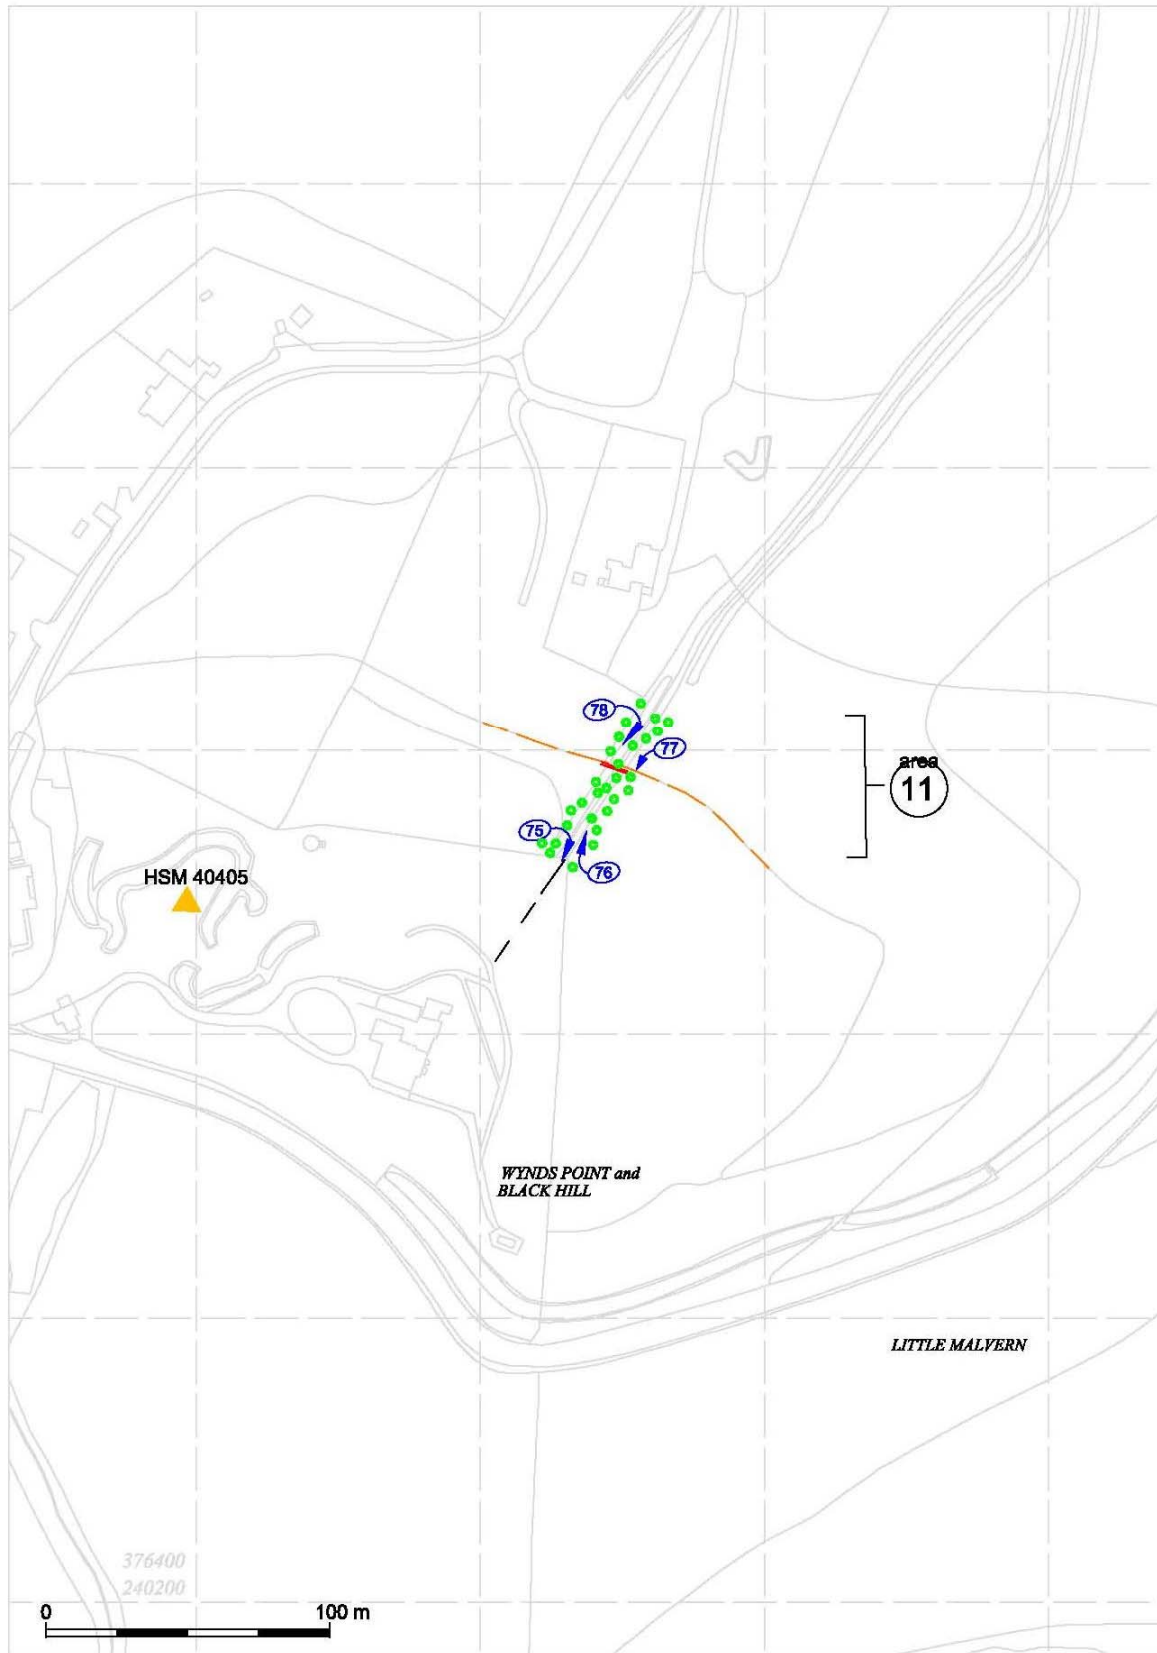 78
77
area
11
75
76
HSM 40405
WYNDS POINT and
BLACK HILL
LITTLE MALVERN
376400
240200
0 100 m